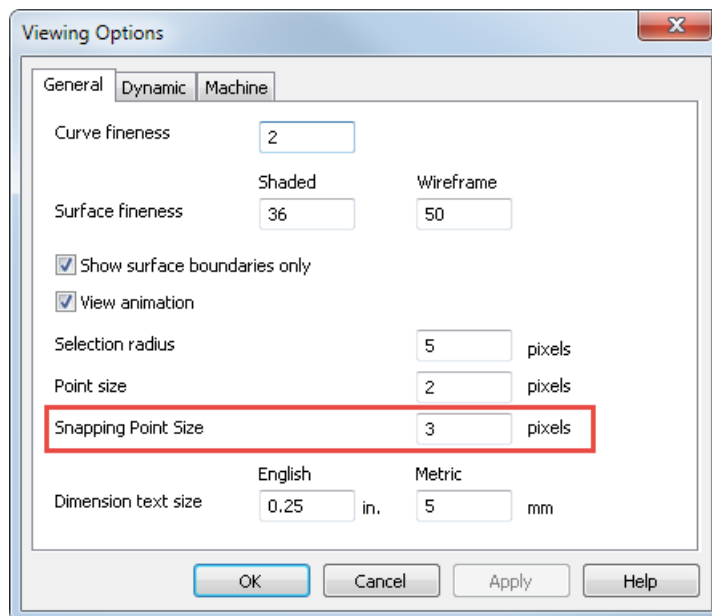 Viewing Options
General Dynamic Machine
Curve fineness 2
Shaded Wireframe
Surface fineness 36 50
Show surface boundaries only
View animation
Selection radius 5 pixels
Point size 2 pixels
Snapping Point Size 3 pixels
English Metric
Dimension text size 0.25 in. 5 mm
OK Cancel Apply Help